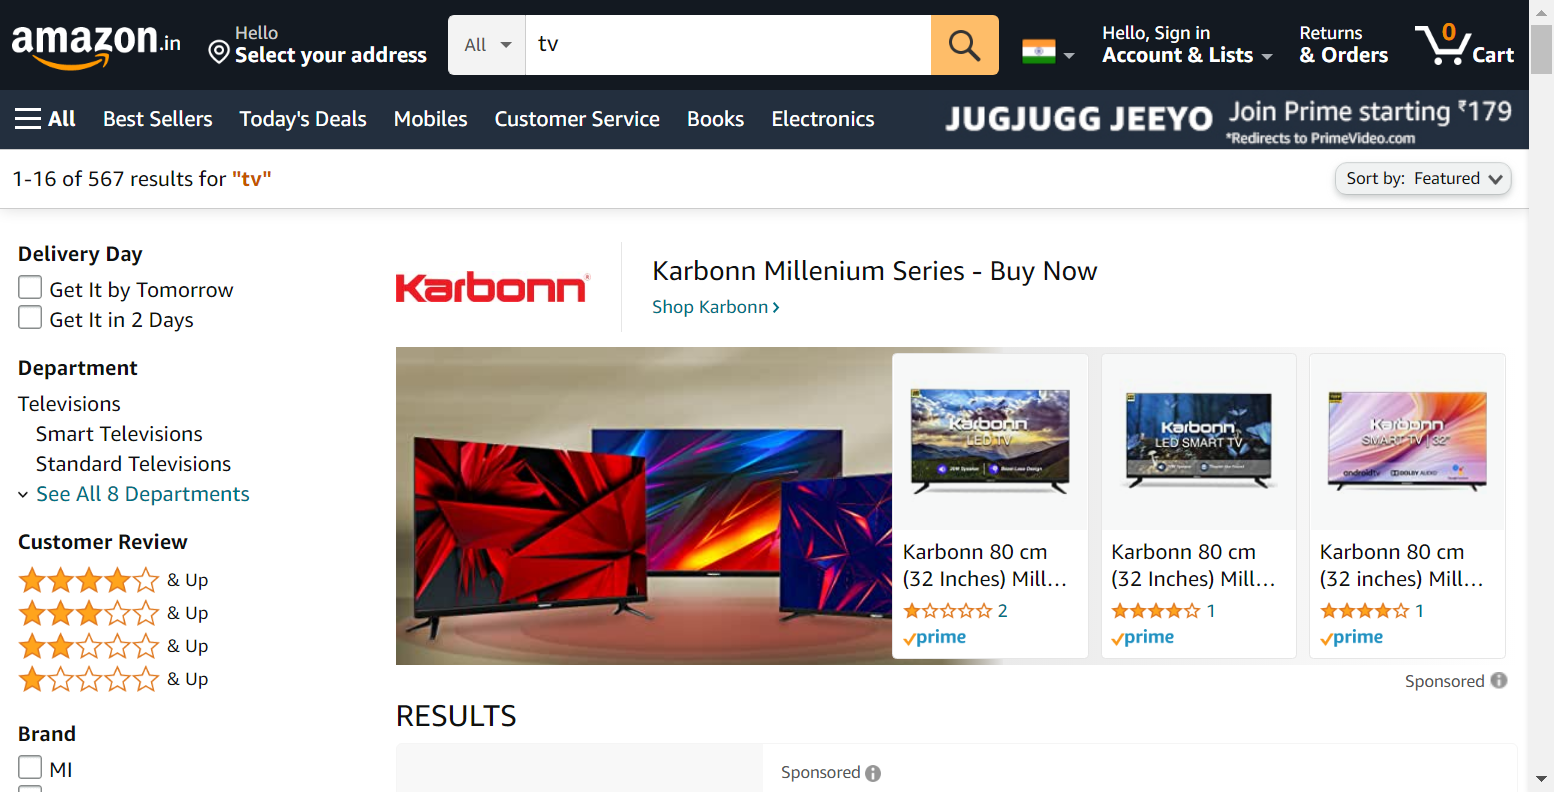 amazon.in
Hello
Select your address
All
tv
Hello, Sign in
Account & Lists
Returns
& Orders
0
Cart
All
Best Sellers
Today's Deals
Mobiles
Customer Service
Books
Electronics
JUGJUGG JEEYO
Join Prime starting ₹179
*Redirects to PrimeVideo.com
1-16 of 567 results for "tv"
Sort by: Featured
Delivery Day
Get It by Tomorrow
Get It in 2 Days
Department
Televisions
Smart Televisions
Standard Televisions
See All 8 Departments
Customer Review
& Up
& Up
& Up
& Up
Brand
MI
Karbonn
Karbonn Millenium Series - Buy Now
Shop Karbonn ›
Karbonn
LED TV
Karbonn 80 cm
(32 Inches) Mill...
2
prime
Karbonn
LED SMART TV
Karbonn 80 cm
(32 Inches) Mill...
1
prime
Karbonn
SMART TV | 32"
androidtv
DOLBY AUDIO
Karbonn 80 cm
(32 inches) Mill...
1
prime
Sponsored
RESULTS
Sponsored